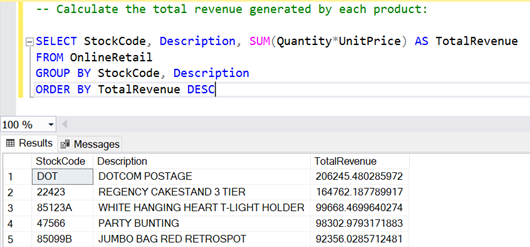 -- Calculate the total revenue generated by each product:
SELECT StockCode, Description, SUM(Quantity*UnitPrice) AS TotalRevenue
FROM OnlineRetail
GROUP BY StockCode, Description
ORDER BY TotalRevenue DESC
100 %
Results Messages
StockCode Description TotalRevenue
1 DOT DOTCOM POSTAGE 206245.480285972
2 22423 REGENCY CAKESTAND 3 TIER 164762.187789917
3 85123A WHITE HANGING HEART T-LIGHT HOLDER 99668.4699640274
4 47566 PARTY BUNTING 98302.9793171883
5 85099B JUMBO BAG RED RETROSPOT 92356.0285712481